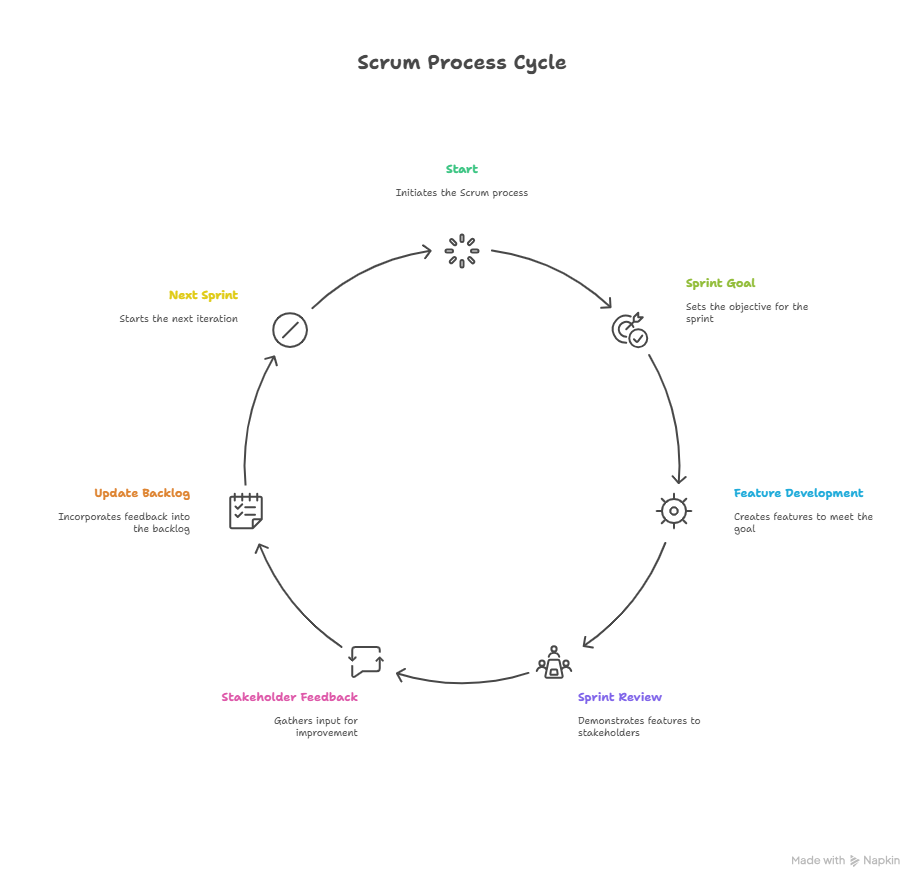 Scrum Process Cycle
Start
Initiates the Scrum process
Sprint Goal
Sets the objective for the
sprint
Feature Development
Creates features to meet the
goal
Sprint Review
Demonstrates features to
stakeholders
Stakeholder Feedback
Gathers input for
improvement
Update Backlog
Incorporates feedback into
the backlog
Next Sprint
Starts the next iteration
Made with Napkin